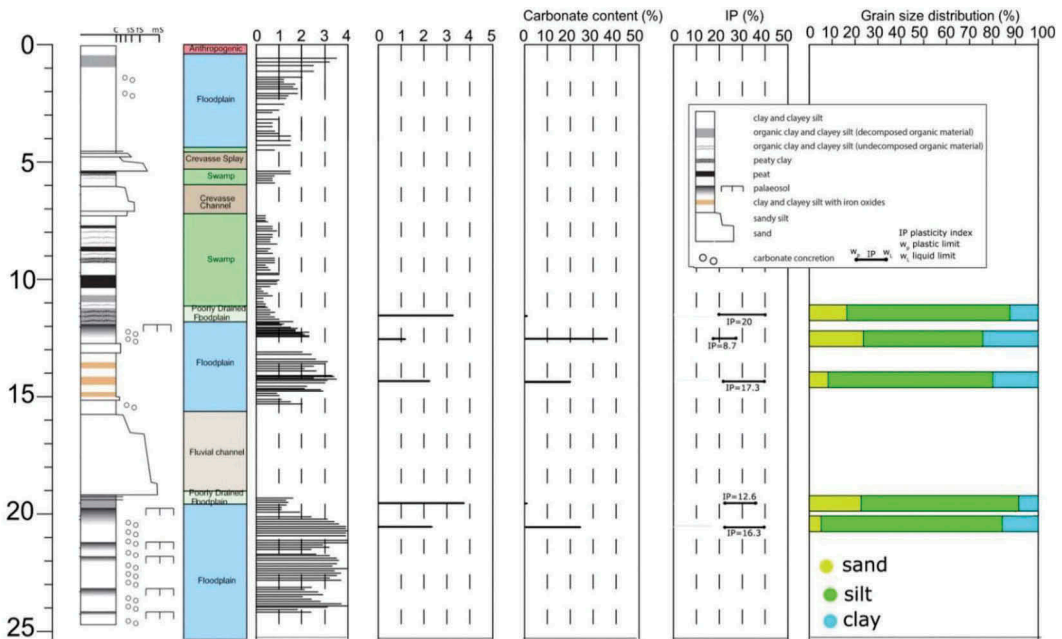 Carbonate content (%) IP (%) Grain size distribution (%)
C sS fS mS
0 1 2 3 4 0 1 2 3 4 5 0 10 20 30 40 50 0 20 40 0 10 20 30 40 50 60 70 80 90 100
0
5
10
15
20
25
Anthropogenic
Floodplain
Crevasse Splay
Swamp
Crevasse
Channel
Swamp
Poorly Drained
Floodplain
Floodplain
Fluvial channel
Poorly Drained
Floodplain
Floodplain
clay and clayey silt
organic clay and clayey silt (decomposed organic material)
organic clay and clayey silt (undecomposed organic material)
peaty clay
peat
palaeosol
clay and clayey silt with iron oxides
sandy silt
sand
carbonate concretion
IP plasticity index
wp plastic limit
wL liquid limit
wp IP wL
IP=20
IP=8.7
IP=17.3
IP=12.6
IP=16.3
sand
silt
clay